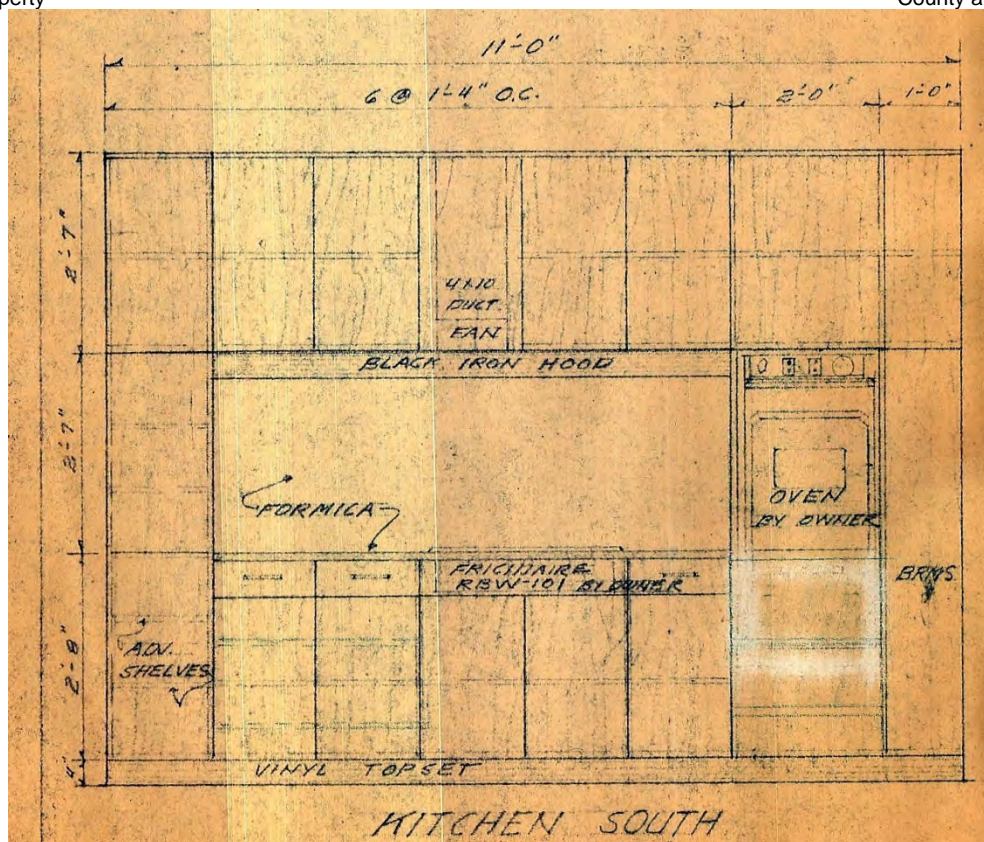 perty
County a
11'-0"
6 @ 1'-4" O.C.
2'-0"
1'-0"
2'-7"
4x10
DUCT.
FAN
BLACK IRON HOOD
2'-7"
FORMICA
OVEN
BY OWNER
FRIGIDAIRE
RBW-101 BY OWNER
BRMS.
2'-8"
ADJ.
SHELVES
4"
VINYL TOPSET
KITCHEN SOUTH